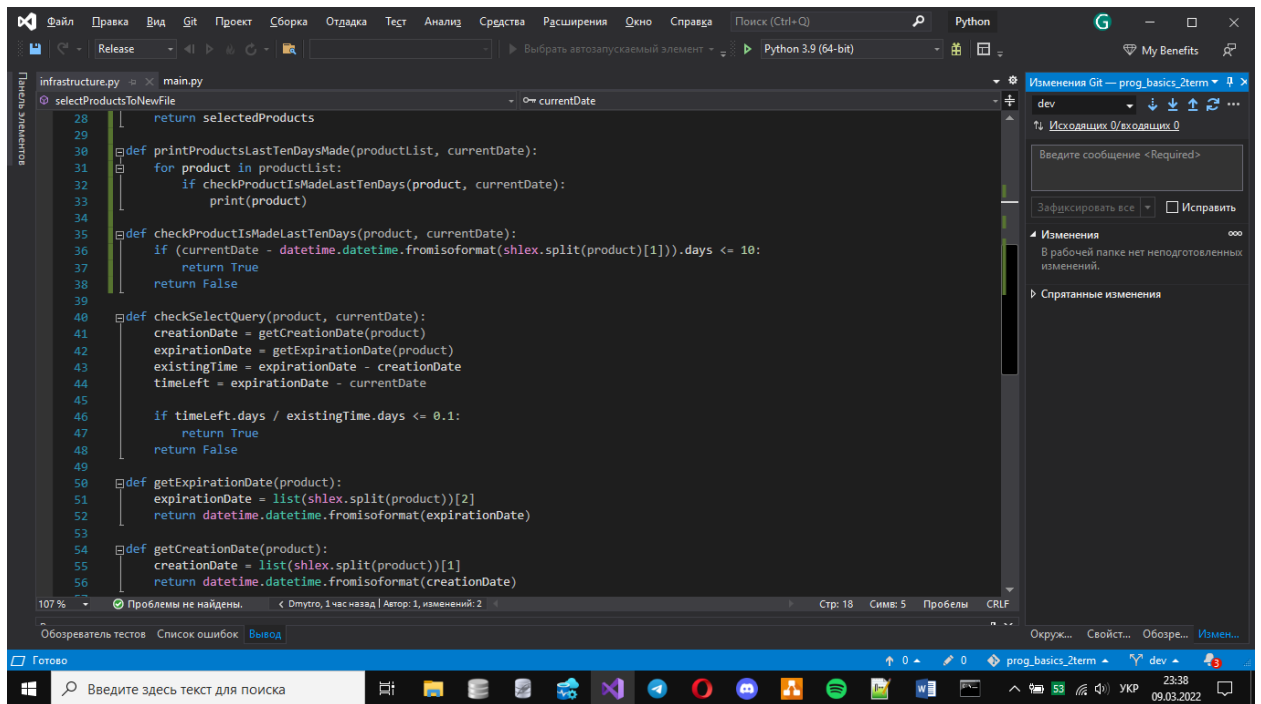 Файл Правка Вид Git Проект Сборка Отладка Тест Анализ Средства Расширения Окно Справка Поиск (Ctrl+Q) Python G
Release Выбрать автозапускаемый элемент Python 3.9 (64-bit) My Benefits
Панель элементов
infrastructure.py main.py
selectProductsToNewFile currentDate
28 return selectedProducts
29
30 def printProductsLastTenDaysMade(productList, currentDate):
31 for product in productList:
32 if checkProductIsMadeLastTenDays(product, currentDate):
33 print(product)
34
35 def checkProductIsMadeLastTenDays(product, currentDate):
36 if (currentDate - datetime.datetime.fromisoformat(shlex.split(product)[1])).days <= 10:
37 return True
38 return False
39
40 def checkSelectQuery(product, currentDate):
41 creationDate = getCreationDate(product)
42 expirationDate = getExpirationDate(product)
43 existingTime = expirationDate - creationDate
44 timeLeft = expirationDate - currentDate
45
46 if timeLeft.days / existingTime.days <= 0.1:
47 return True
48 return False
49
50 def getExpirationDate(product):
51 expirationDate = list(shlex.split(product))[2]
52 return datetime.datetime.fromisoformat(expirationDate)
53
54 def getCreationDate(product):
55 creationDate = list(shlex.split(product))[1]
56 return datetime.datetime.fromisoformat(creationDate)
107 % Проблемы не найдены. Dmytro, 1 час назад | Автор: 1, изменений: 2 Стр: 18 Симв: 5 Пробелы CRLF
Обозреватель тестов Список ошибок Вывод
Изменения Git — prog_basics_2term
dev
Исходящих 0/входящих 0
Введите сообщение <Required>
Зафиксировать все Исправить
Изменения
В рабочей папке нет неподготовленных
изменений.
Спрятанные изменения
Окруж... Свойст... Обозре... Измен...
Готово 0 0 prog_basics_2term dev 3
Введите здесь текст для поиска 53 УКР 23:38
09.03.2022